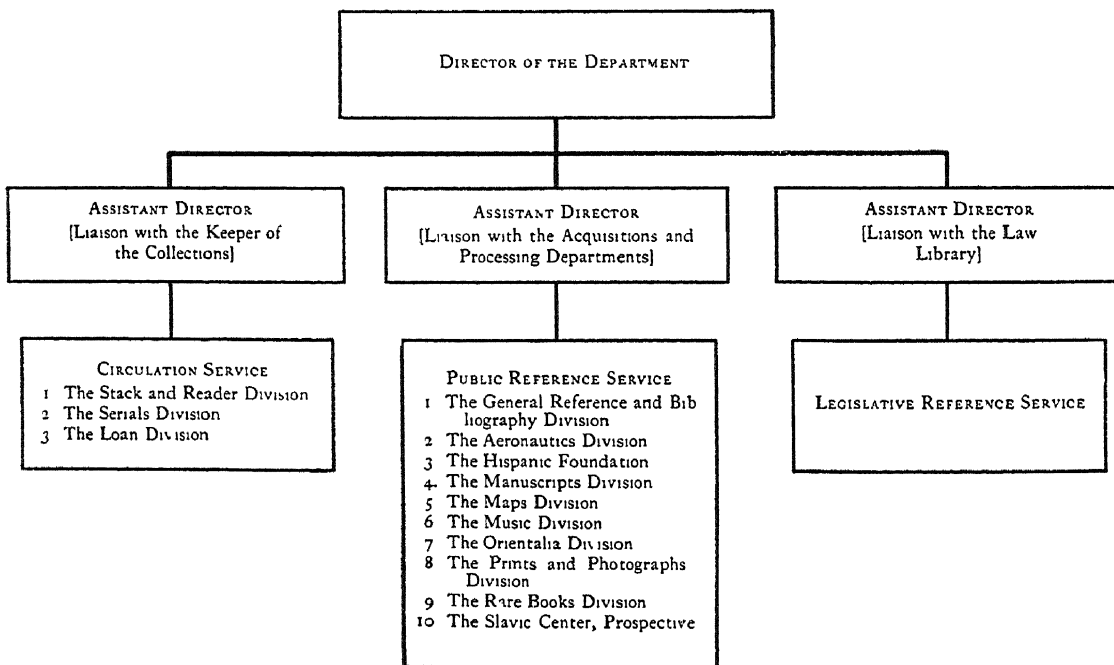 DIRECTOR OF THE DEPARTMENT
ASSISTANT DIRECTOR
[Liaison with the Keeper of
the Collections]
ASSISTANT DIRECTOR
[Liaison with the Acquisitions and
Processing Departments]
ASSISTANT DIRECTOR
[Liaison with the Law
Library]
CIRCULATION SERVICE
1 The Stack and Reader Division
2 The Serials Division
3 The Loan Division
PUBLIC REFERENCE SERVICE
1 The General Reference and Bib
liography Division
2 The Aeronautics Division
3 The Hispanic Foundation
4. The Manuscripts Division
5 The Maps Division
6 The Music Division
7 The Orientalia Division
8 The Prints and Photographs
Division
9 The Rare Books Division
10 The Slavic Center, Prospective
LEGISLATIVE REFERENCE SERVICE